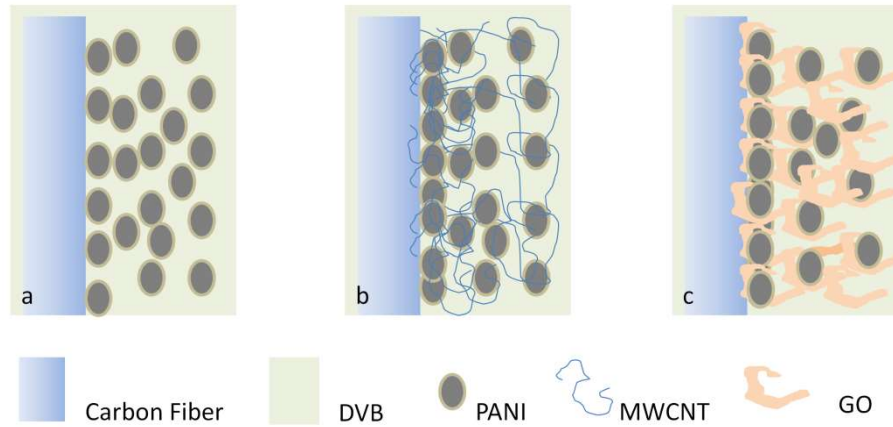 a
b
c
Carbon Fiber
DVB
PANI
MWCNT
GO